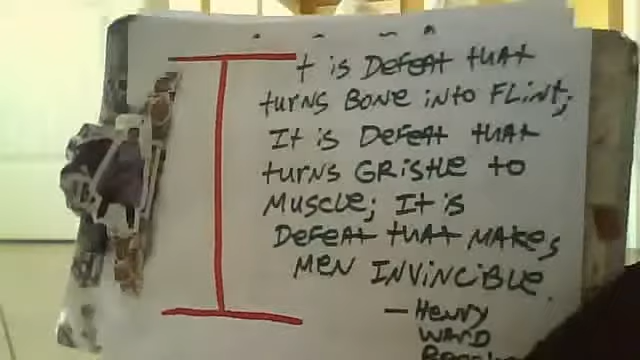 It is Defeat that
turns Bone into Flint;
It is Defeat that
turns Gristle to
Muscle; It is
Defeat that makes
men invincible.
— Henry
Ward